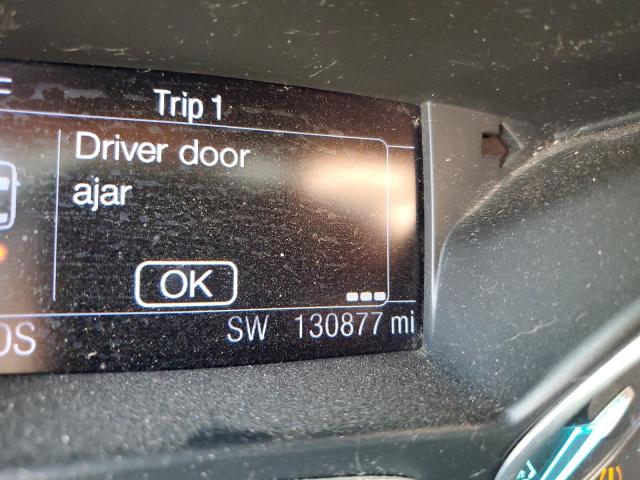 Trip 1
Driver door
ajar
OK
SW 130877 mi